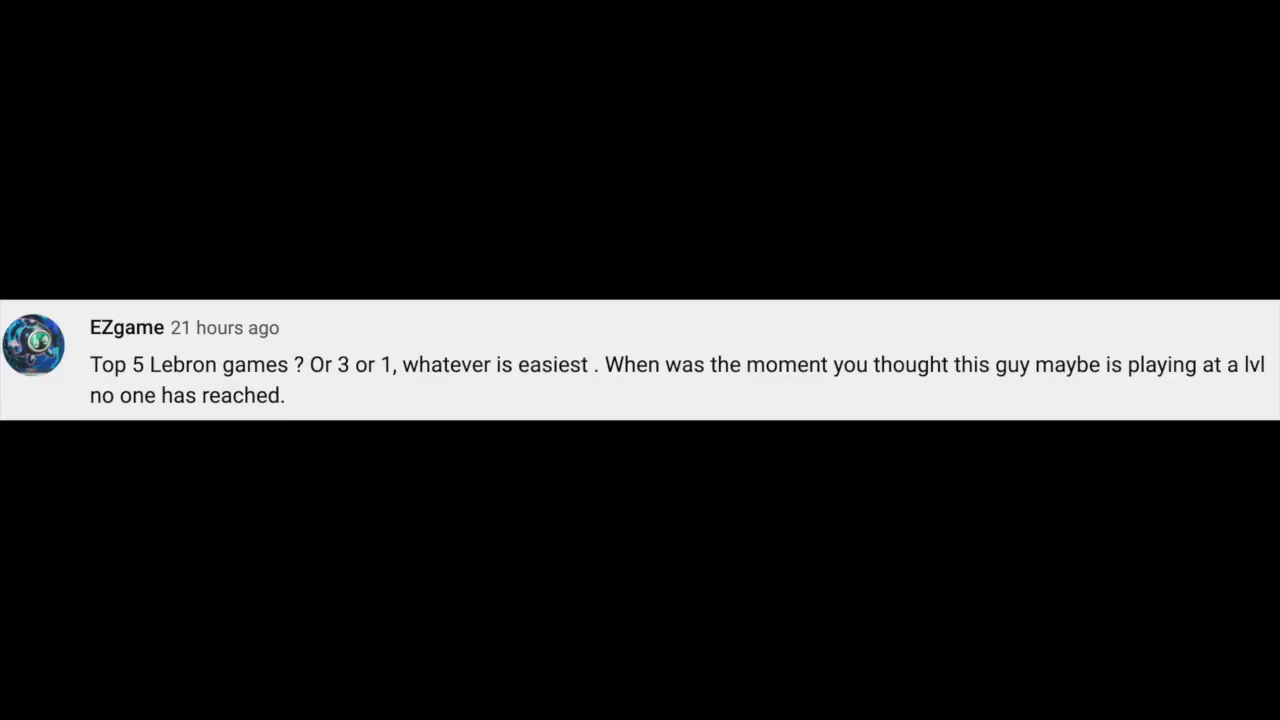 EZgame 21 hours ago
Top 5 Lebron games ? Or 3 or 1, whatever is easiest . When was the moment you thought this guy maybe is playing at a lvl
no one has reached.